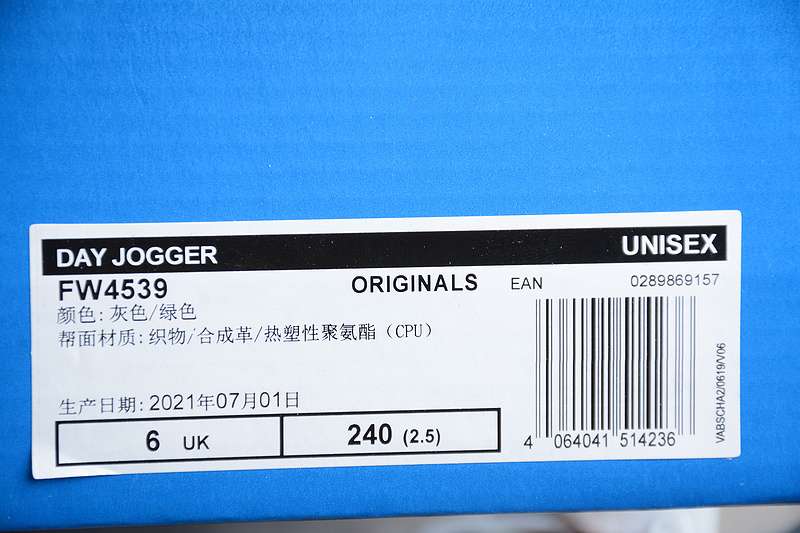 DAY JOGGER UNISEX
FW4539 ORIGINALS EAN 0289869157
颜色: 灰色/绿色
帮面材质: 织物/合成革/热塑性聚氨酯（CPU）
生产日期: 2021年07月01日
6 UK 240 (2.5)
4 064041 514236
VABSCHA2/0619/V06